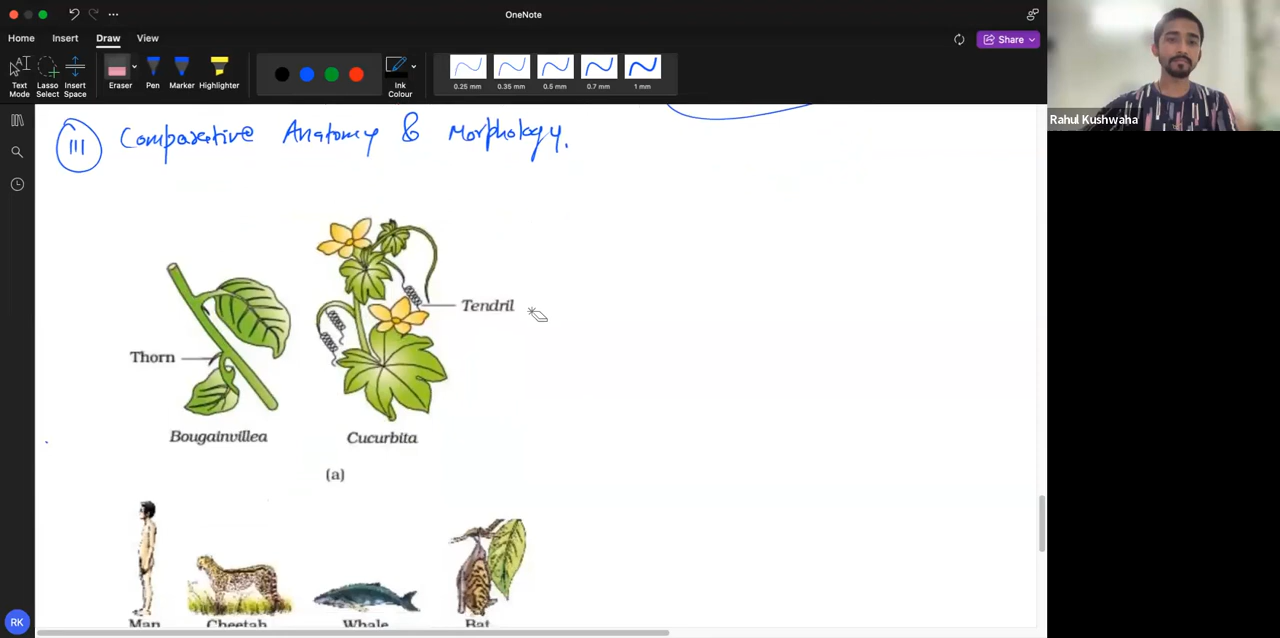 OneNote
Home Insert Draw View
Share
Text Mode
Lasso Select
Insert Space
Eraser
Pen
Marker
Highlighter
Ink Colour
0.25 mm
0.35 mm
0.5 mm
0.7 mm
1 mm
Rahul Kushwaha
III Comparative Anatomy & Morphology.
Tendril
Thorn
Bougainvillea
Cucurbita
(a)
Man
Cheetah
Whale
Bat
RK